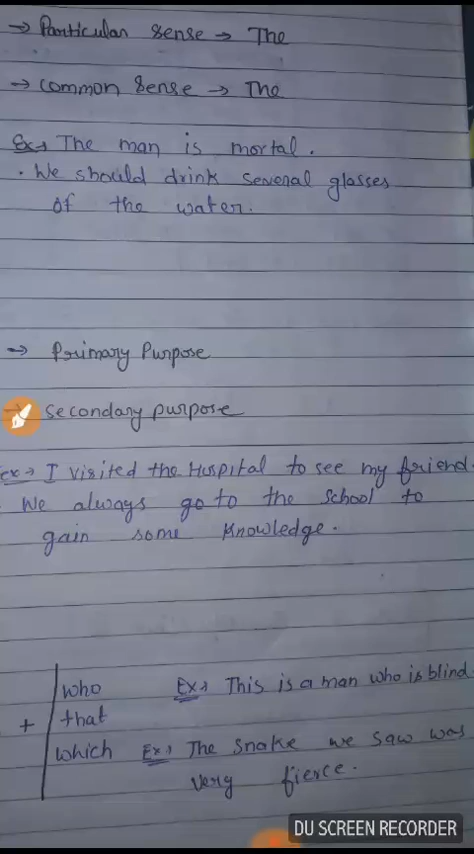 → Particular sense → The
→ common sense → The
Ex→ The man is mortal.
. We should drink several glasses
of the water.
→ Primary Purpose
→ secondary purpose
Ex→ I visited the Hospital to see my friend.
We always go to the school to
gain some knowledge.
who Ex→ This is a man who is blind.
+ that
which Ex→ The snake we saw was
very fierce.
DU SCREEN RECORDER